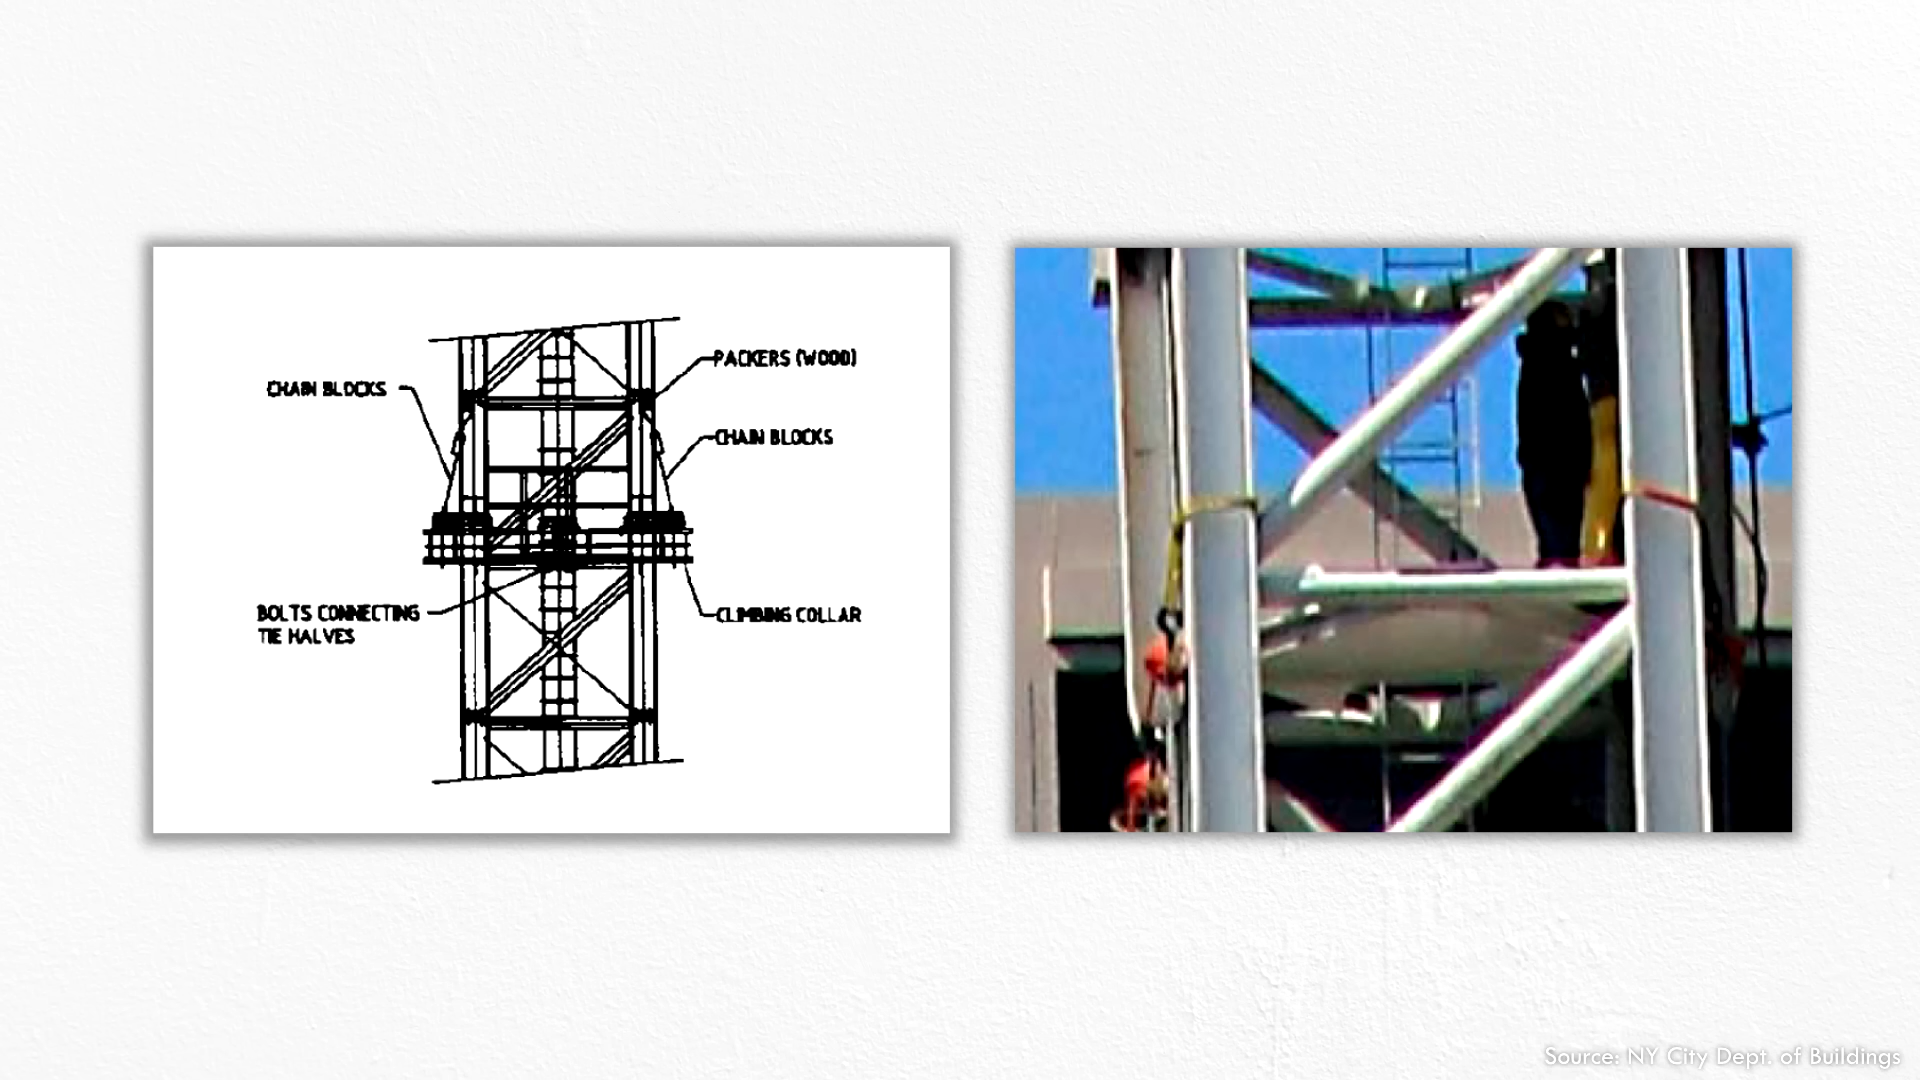 PACKERS (WOOD)
CHAIN BLOCKS
CHAIN BLOCKS
BOLTS CONNECTING
TIE HALVES
CLIMBING COLLAR
Source: NY City Dept. of Buildings